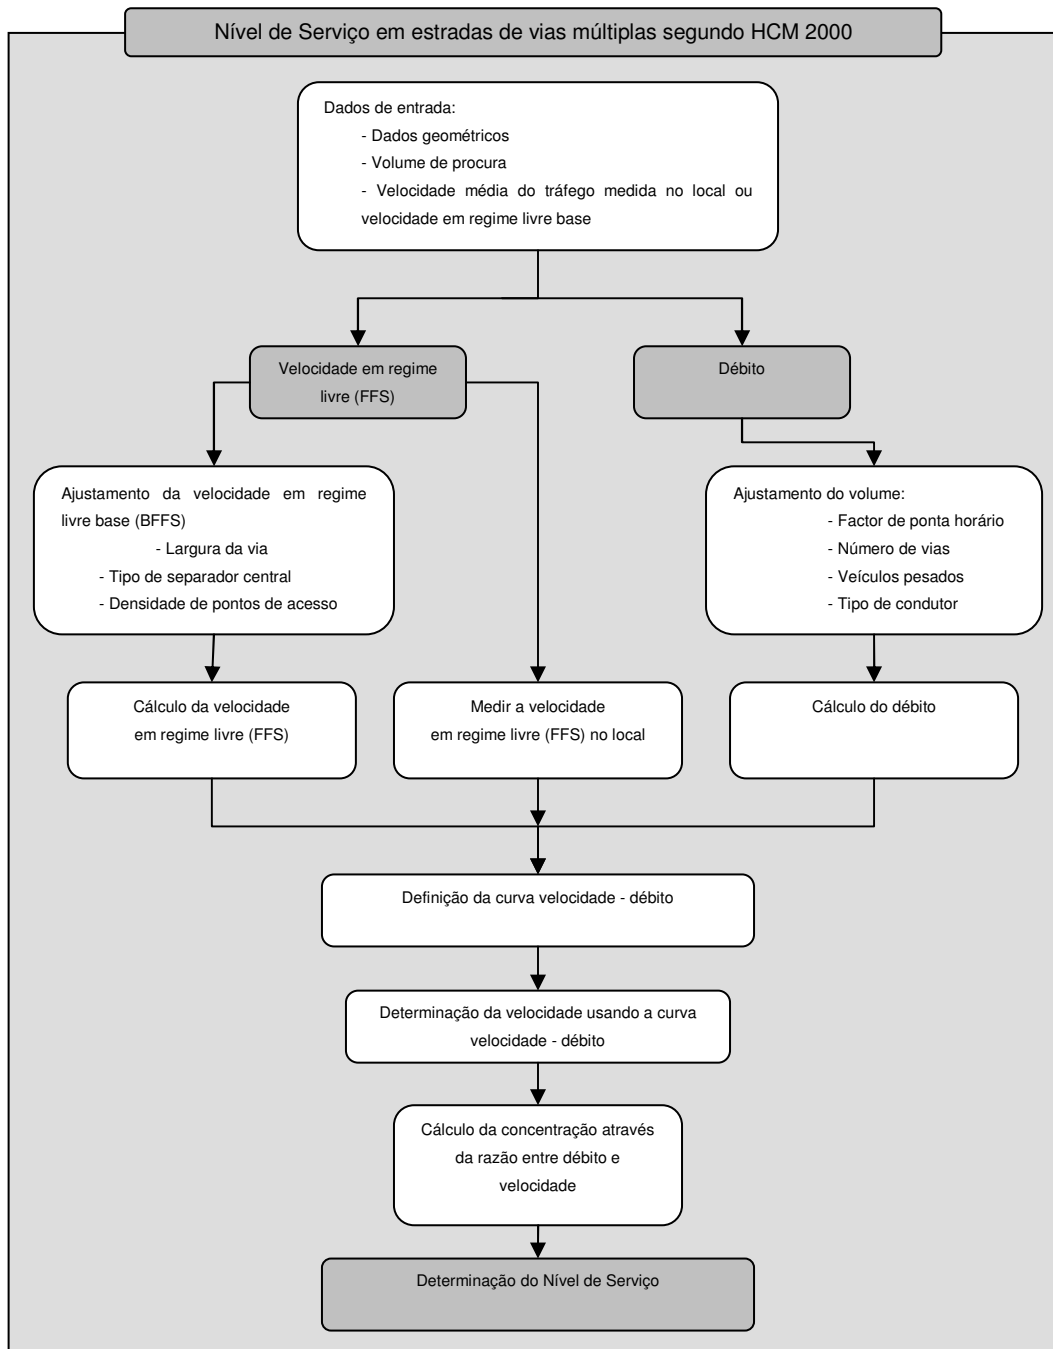 Nível de Serviço em estradas de vias múltiplas segundo HCM 2000
Dados de entrada:
- Dados geométricos
- Volume de procura
- Velocidade média do tráfego medida no local ou
velocidade em regime livre base
Velocidade em regime
livre (FFS)
Débito
Ajustamento da velocidade em regime
livre base (BFFS)
- Largura da via
- Tipo de separador central
- Densidade de pontos de acesso
Ajustamento do volume:
- Factor de ponta horário
- Número de vias
- Veículos pesados
- Tipo de condutor
Cálculo da velocidade
em regime livre (FFS)
Medir a velocidade
em regime livre (FFS) no local
Cálculo do débito
Definição da curva velocidade - débito
Determinação da velocidade usando a curva
velocidade - débito
Cálculo da concentração através
da razão entre débito e
velocidade
Determinação do Nível de Serviço